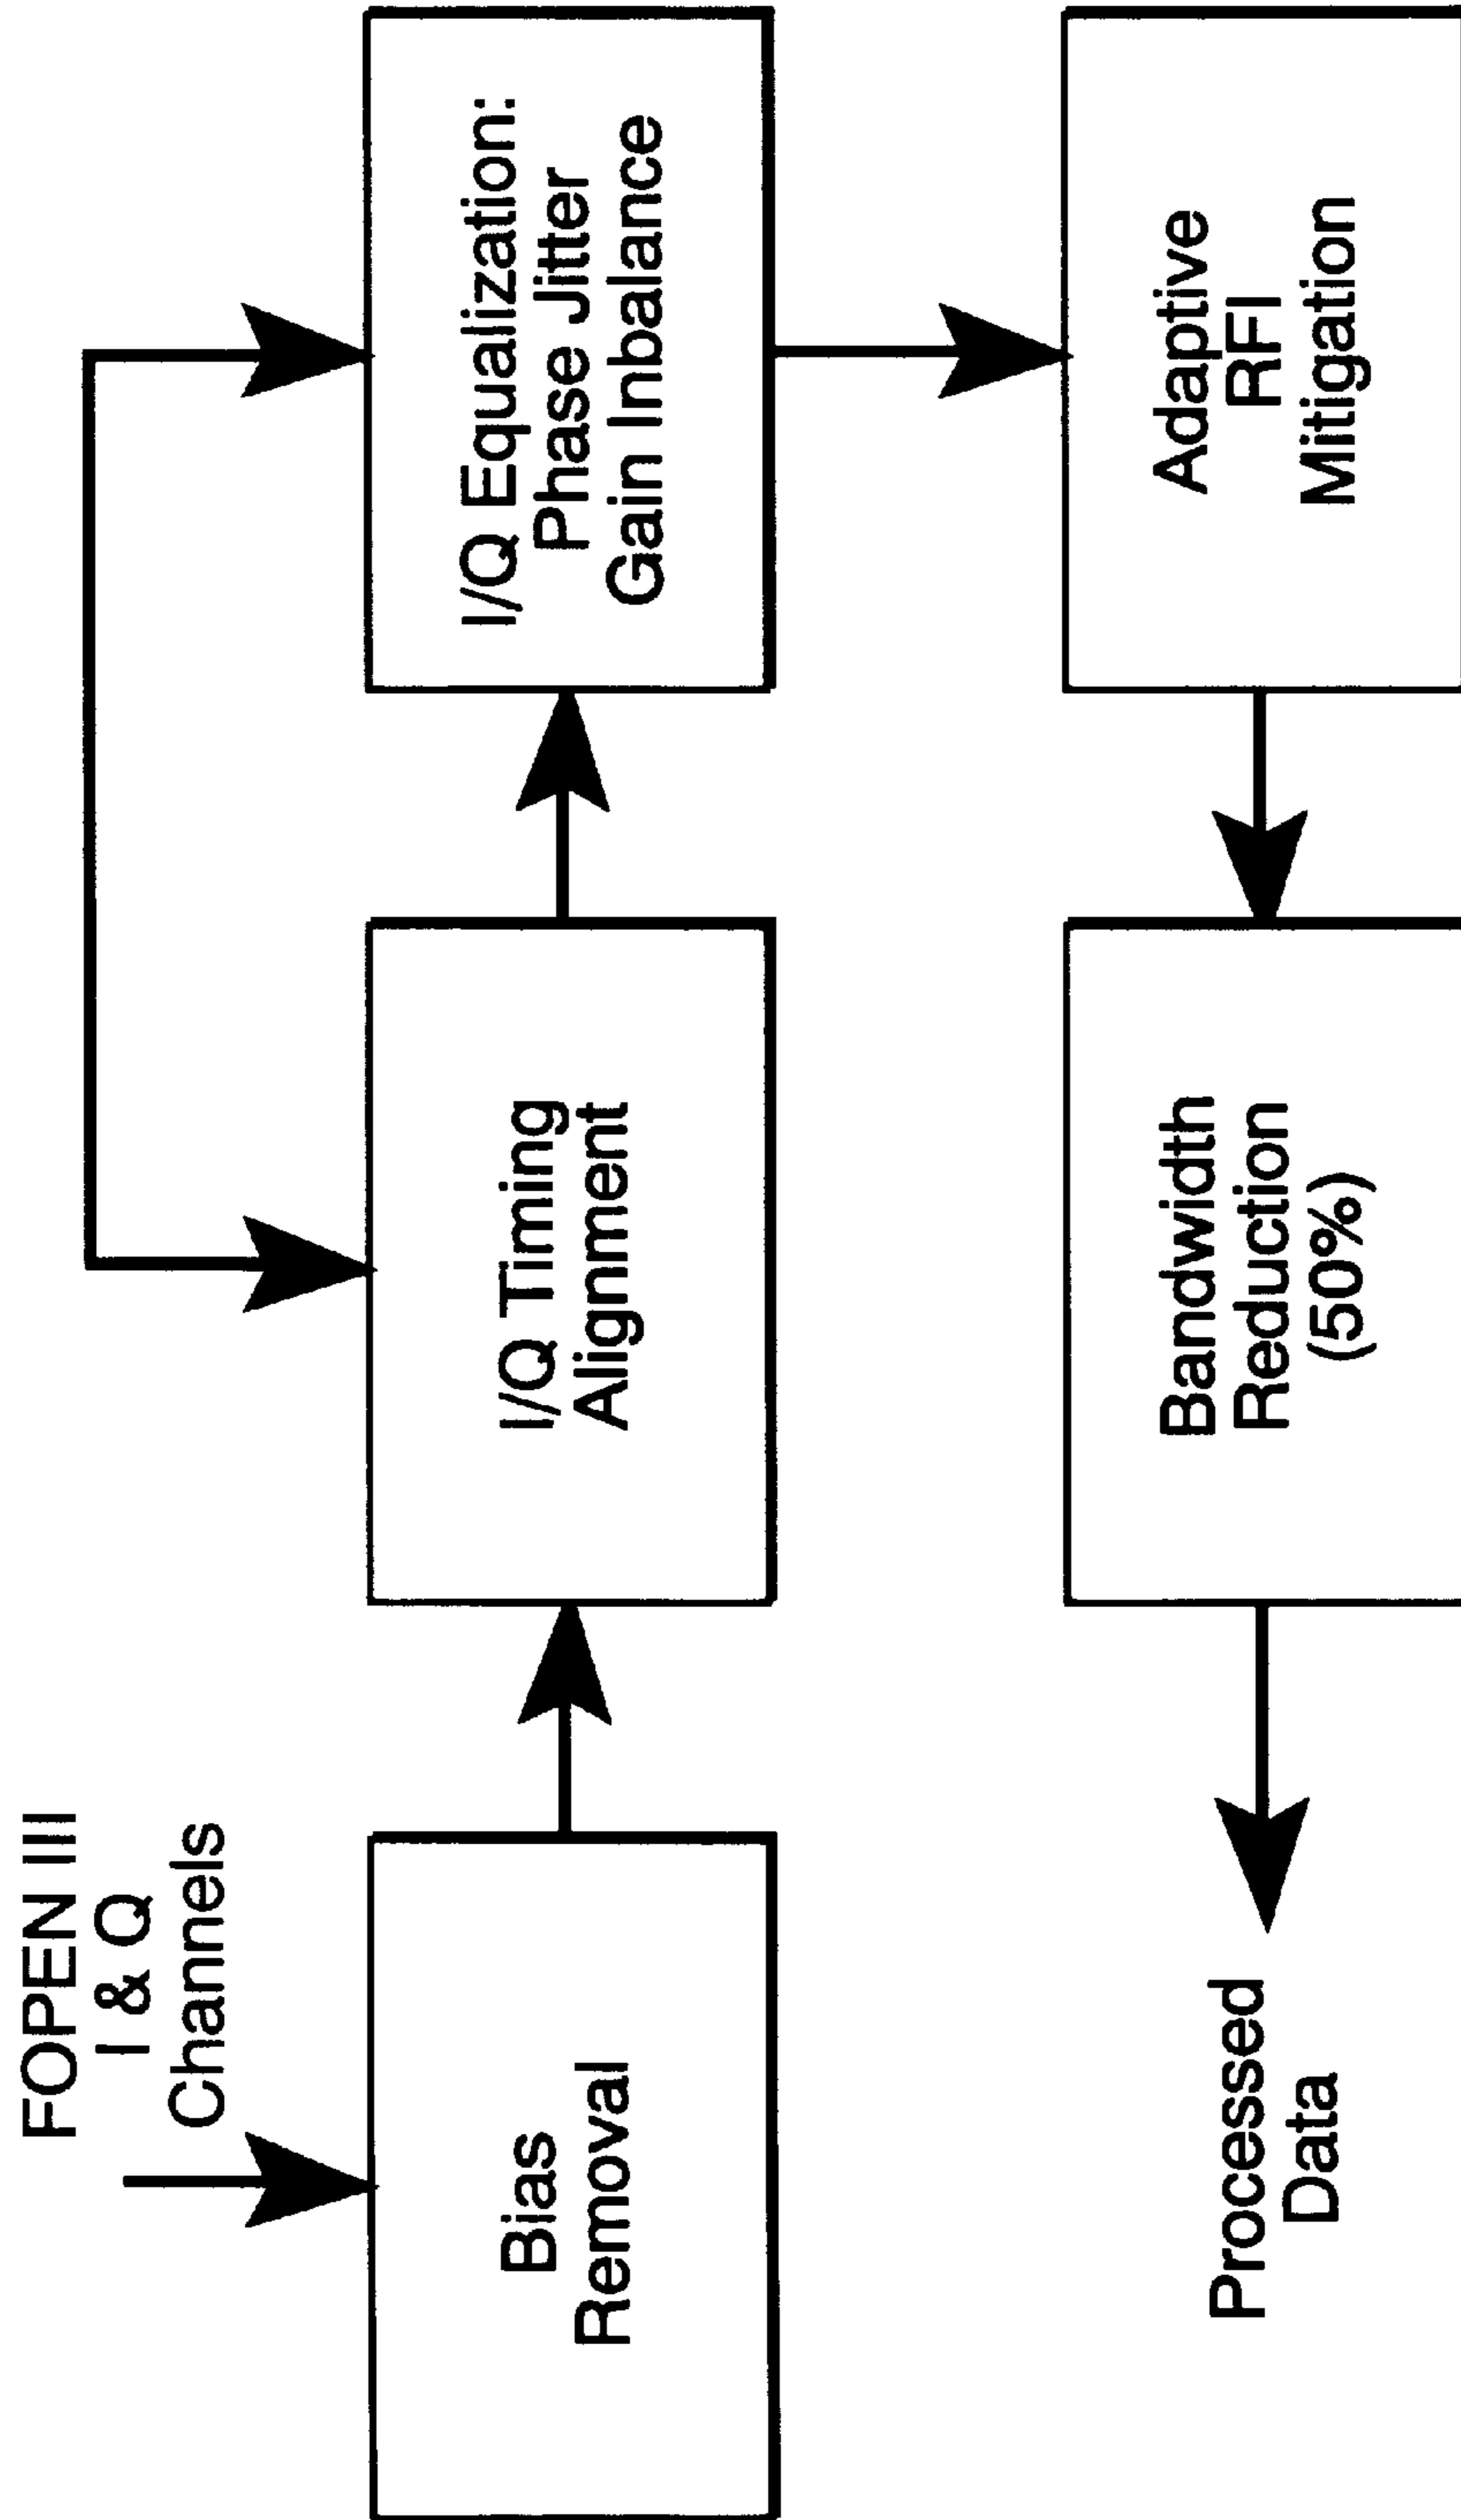 FOPEN III
I & Q
Channels
Bias
Removal
I/Q Timing
Alignment
I/Q Equalization:
Phase Jitter
Gain Inbalance
Adaptive
RFI
Mitigation
Bandwidth
Reduction
(50%)
Processed
Data